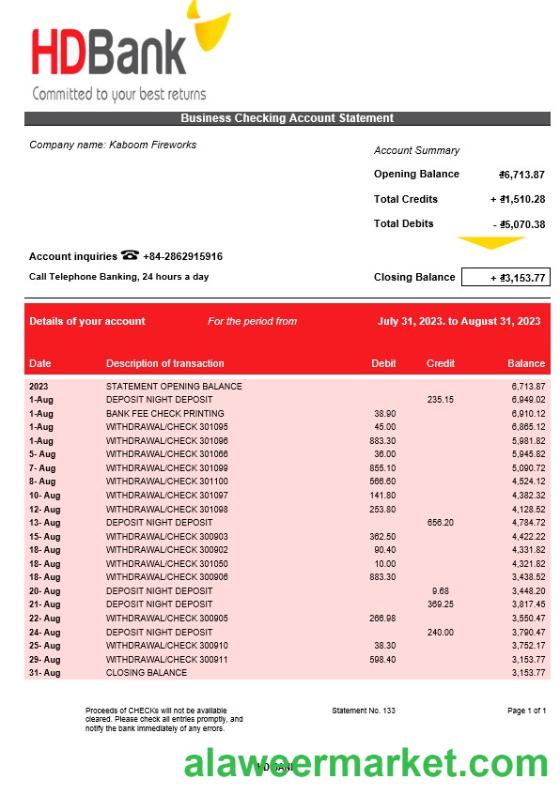 HDBank
Committed to your best returns
Business Checking Account Statement
Company name: Kaboom Fireworks
Account Summary
Opening Balance ₫6,713.87
Total Credits + ₫1,510.28
Total Debits - ₫5,070.38
Account inquiries ☎ +84-2862915916
Call Telephone Banking, 24 hours a day
Closing Balance + ₫3,153.77
Details of your account For the period from July 31, 2023. to August 31, 2023
Date Description of transaction Debit Credit Balance
2023 STATEMENT OPENING BALANCE 6,713.87
1-Aug DEPOSIT NIGHT DEPOSIT 235.15 6,949.02
1-Aug BANK FEE CHECK PRINTING 38.90 6,910.12
1-Aug WITHDRAWAL/CHECK 301095 45.00 6,865.12
1-Aug WITHDRAWAL/CHECK 301096 883.30 5,981.82
5- Aug WITHDRAWAL/CHECK 301066 36.00 5,945.82
7- Aug WITHDRAWAL/CHECK 301099 855.10 5,090.72
8- Aug WITHDRAWAL/CHECK 301100 566.60 4,524.12
10- Aug WITHDRAWAL/CHECK 301097 141.80 4,382.32
12- Aug WITHDRAWAL/CHECK 301098 253.80 4,128.52
13- Aug DEPOSIT NIGHT DEPOSIT 656.20 4,784.72
15- Aug WITHDRAWAL/CHECK 300903 362.50 4,422.22
18- Aug WITHDRAWAL/CHECK 300902 90.40 4,331.82
18- Aug WITHDRAWAL/CHECK 301050 10.00 4,321.82
18- Aug WITHDRAWAL/CHECK 300906 883.30 3,438.52
20- Aug DEPOSIT NIGHT DEPOSIT 9.68 3,448.20
21- Aug DEPOSIT NIGHT DEPOSIT 369.25 3,817.45
22- Aug WITHDRAWAL/CHECK 300905 266.98 3,550.47
24- Aug DEPOSIT NIGHT DEPOSIT 240.00 3,790.47
25- Aug WITHDRAWAL/CHECK 300910 38.30 3,752.17
29- Aug WITHDRAWAL/CHECK 300911 598.40 3,153.77
31- Aug CLOSING BALANCE 3,153.77
Proceeds of CHECKs will not be available
cleared. Please check all entries promptly, and
notify the bank immediately of any errors.
Statement No. 133
Page 1 of 1
HDBANK
alaweermarket.com